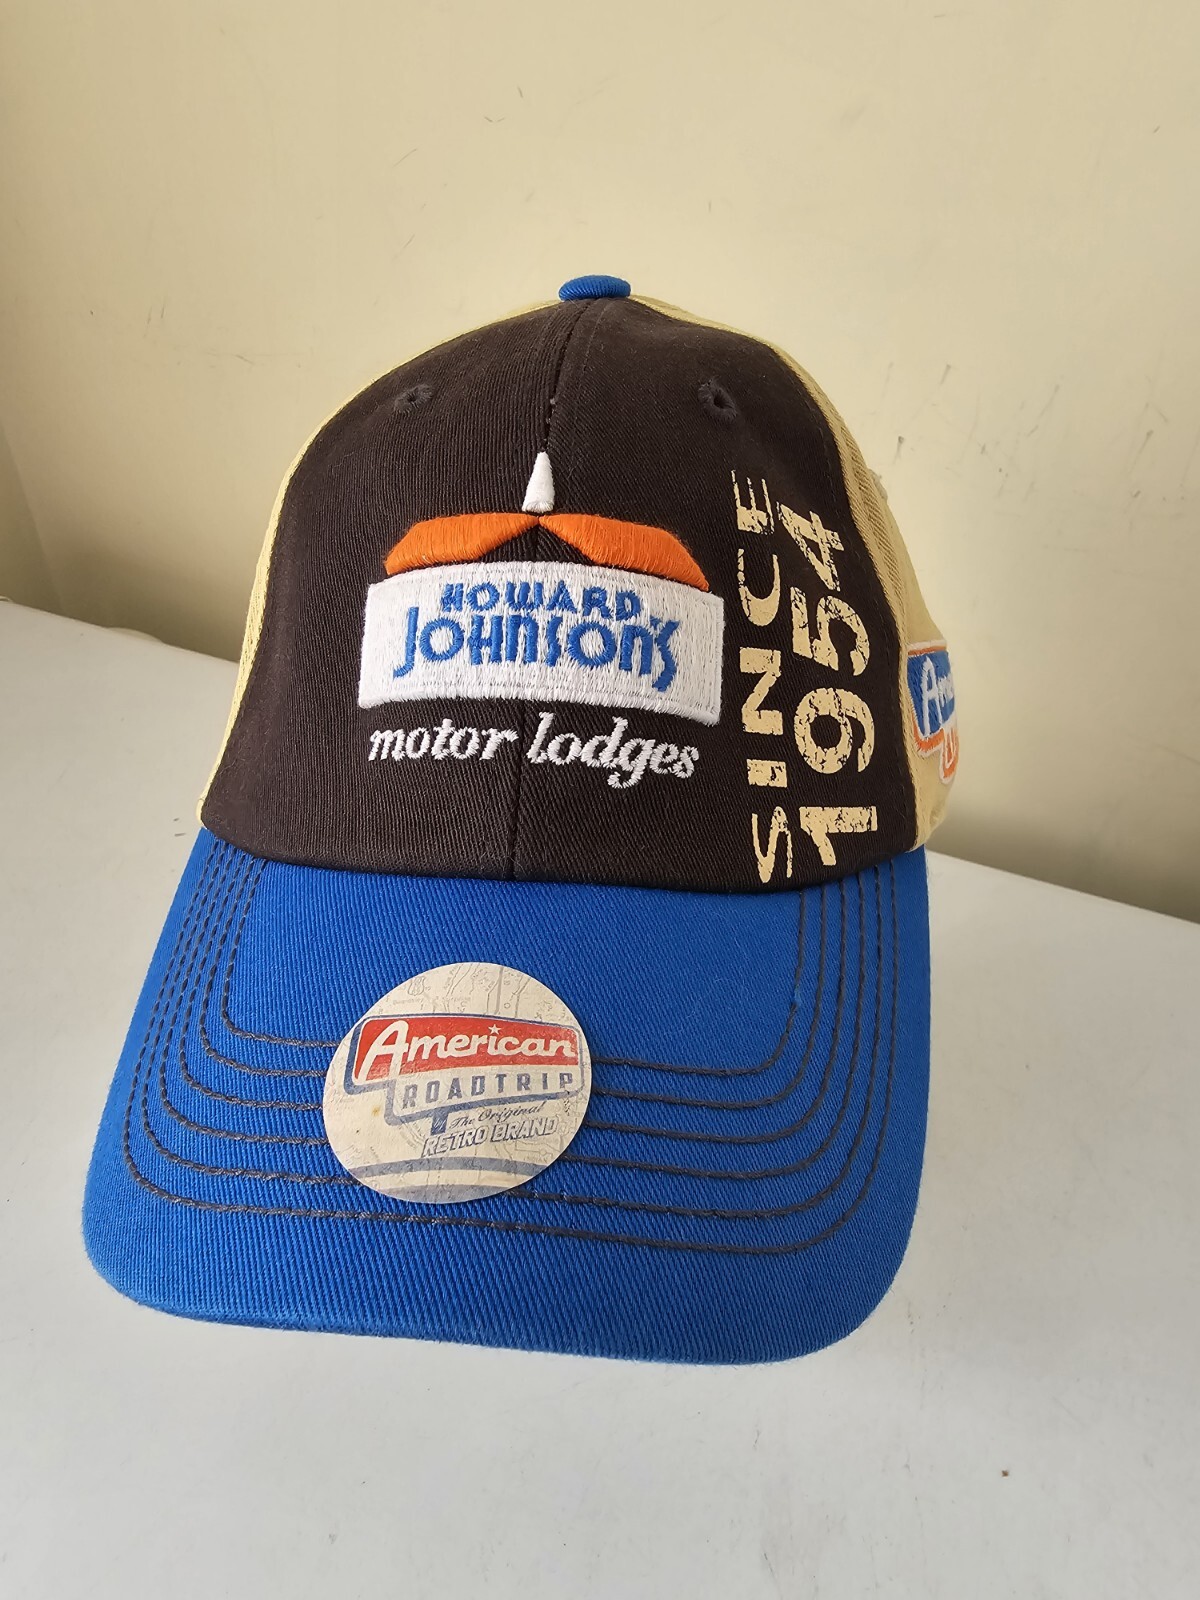 HOWARD
JOHNSON'S
motor lodges
SINCE
1954
American
ROADTRIP
The Original
RETRO BRAND